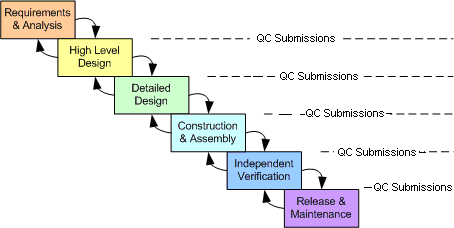 Requirements
& Analysis
QC Submissions
High Level
Design
QC Submissions
Detailed
Design
QC Submissions
Construction
& Assembly
QC Submissions
Independent
Verification
QC Submissions
Release &
Maintenance